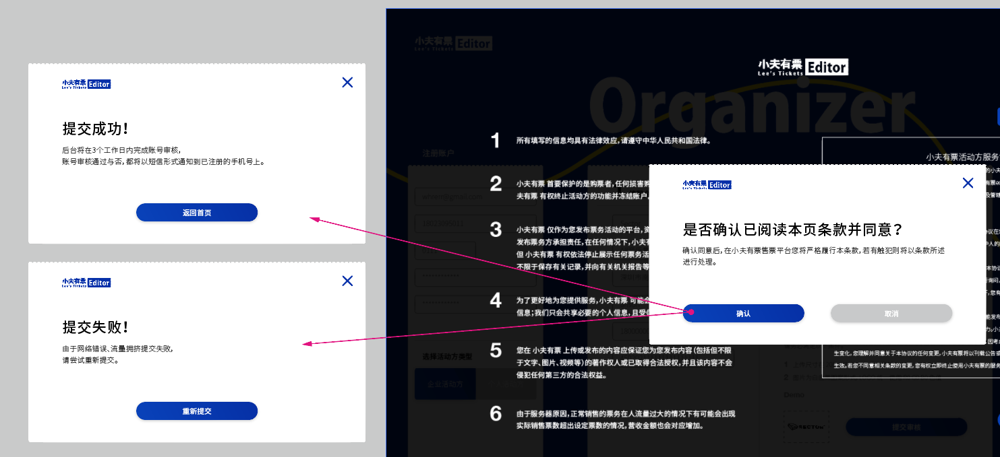 小夫有票 Editor
Lee's Tickets
提交成功！
后台将在3个工作日内完成账号审核,
账号审核通过与否,都将以短信形式通知到已注册的手机号上。
返回首页
小夫有票 Editor
Lee's Tickets
提交失败！
由于网络错误、流量拥挤提交失败,
请尝试重新提交。
重新提交
小夫有票 Editor
Lee's Tickets
小夫有票 Editor
Lee's Tickets
Organizer
注册账户
1 所有填写的信息均具有法律效应,请遵守中华人民共和国法律。
2 小夫有票 首要保护的是购票者,任何损害购
夫有票 有权终止活动方的功能并冻结账户。
3 小夫有票 仅作为您发布票务活动的平台,资
发布票务方承担责任,在任何情况下,小夫有
但 小夫有票 有权依法停止展示任何票务活
不限于保存有关记录,并向有关机关报告等
4 为了更好地为您提供服务,小夫有票 可能会
信息;我们只会共享必要的个人信息,且受
5 您在 小夫有票 上传或发布的内容应保证您为您发布内容(包括但不限
于文字、图片、视频等)的著作权人或已取得合法授权,并且该内容不会
侵犯任何第三方的合法权益。
6 由于服务器原因,正常销售的票务在人流量过大的情况下有可能会出现
实际销售票数超出设定票数的情况,营收金额也会对应增加。
选择活动方类型
企业活动方
小夫有票活动方服务
小夫有票 Editor
Lee's Tickets
是否确认已阅读本页条款并同意？
确认同意后,在小夫有票售票平台您将严格履行本条款,若有触犯则将以条款所述
进行处理。
确认
取消
生变化,您理解并同意关于本协议的任何变更,小夫有票将以刊载公告或
生效。若您不同意相关条款的变更,您有权立即终止使用小夫有票的服务
Demo
RECTON
提交审核